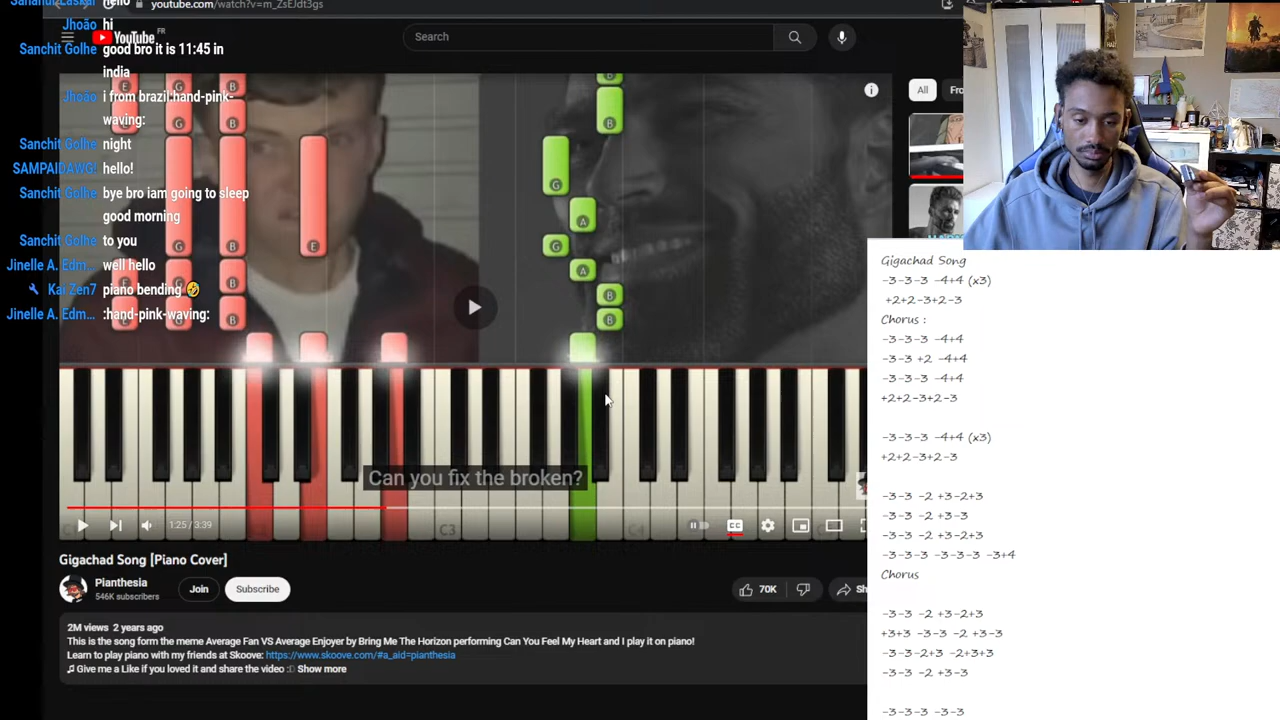 youtube.com/watch?v=m_ZsEJdt3gs
hello
Jhoão hi
Sanchit Golhe good bro it is 11:45 in
india
Jhoão i from brazil:hand-pink-
waving:
Sanchit Golhe night
SAMPAIDAWG! hello!
Sanchit Golhe bye bro iam going to sleep
good morning
Sanchit Golhe to you
Jinelle A. Edm... well hello
Kai Zen7 piano bending 🤣
Jinelle A. Edm... :hand-pink-waving:
YouTube FR
Search
All
E G B
E G B
G B E
E G B
E G B
B
B
G
A
G
A
B
B
Can you fix the broken?
C3
C4
1:25 / 3:39
CC
Gigachad Song [Piano Cover]
Pianthesia
546K subscribers
Join
Subscribe
70K
2M views 2 years ago
This is the song form the meme Average Fan VS Average Enjoyer by Bring Me The Horizon performing Can You Feel My Heart and I play it on piano!
Learn to play piano with my friends at Skoove: https://www.skoove.com/#a_aid=pianthesia
♫ Give me a Like if you loved it and share the video :) Show more
Gigachad Song
-3-3-3 -4+4 (x3)
+2+2-3+2-3
Chorus :
-3-3-3 -4+4
-3-3 +2 -4+4
-3-3-3 -4+4
+2+2-3+2-3
-3-3-3 -4+4 (x3)
+2+2-3+2-3
-3-3 -2 +3-2+3
-3-3 -2 +3-3
-3-3 -2 +3-2+3
-3-3-3 -3-3-3 -3+4
Chorus
-3-3 -2 +3-2+3
+3+3 -3-3 -2 +3-3
-3-3-2+3 -2+3+3
-3-3 -2 +3-3
-3-3-3 -3-3